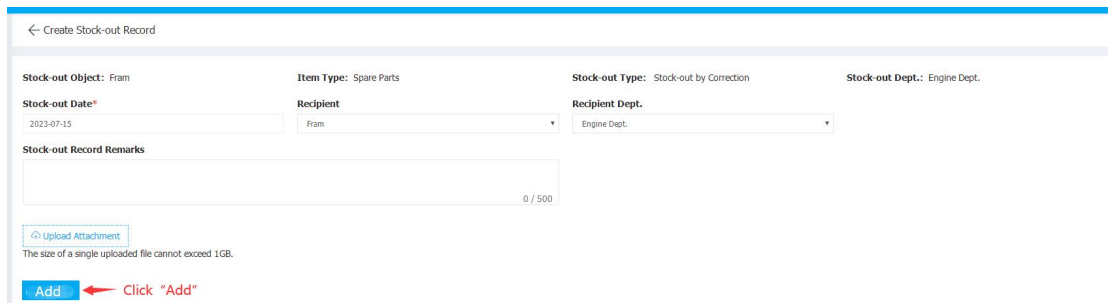 ← Create Stock-out Record
Stock-out Object: Fram Item Type: Spare Parts Stock-out Type: Stock-out by Correction Stock-out Dept.: Engine Dept.
Stock-out Date* Recipient Recipient Dept.
2023-07-15 Fram Engine Dept.
Stock-out Record Remarks
0 / 500
Upload Attachment
The size of a single uploaded file cannot exceed 1GB.
Add Click "Add"